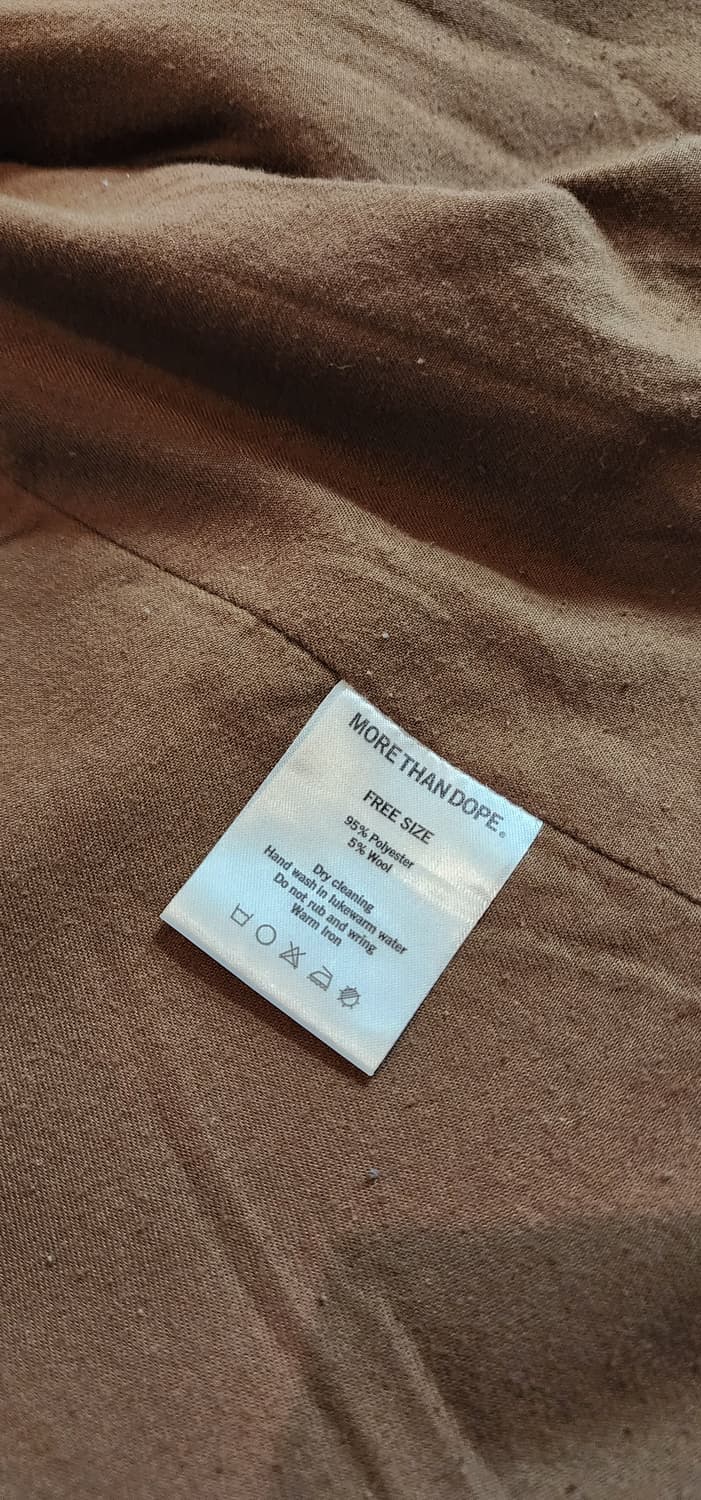 MORE THAN DOPE®
FREE SIZE
95% Polyester
5% Wool
Dry cleaning
Hand wash in lukewarm water
Do not rub and wring
Warm Iron